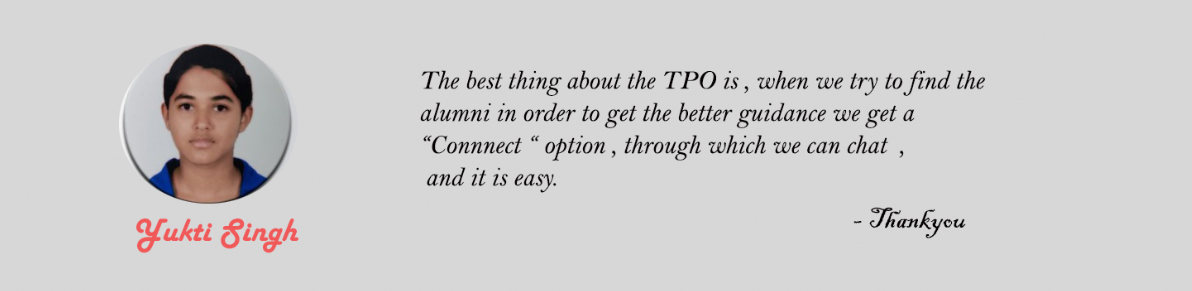 The best thing about the TPO is , when we try to find the
alumni in order to get the better guidance we get a
“Connnect “ option , through which we can chat  ,
and it is easy.
- Thankyou
Yukti Singh